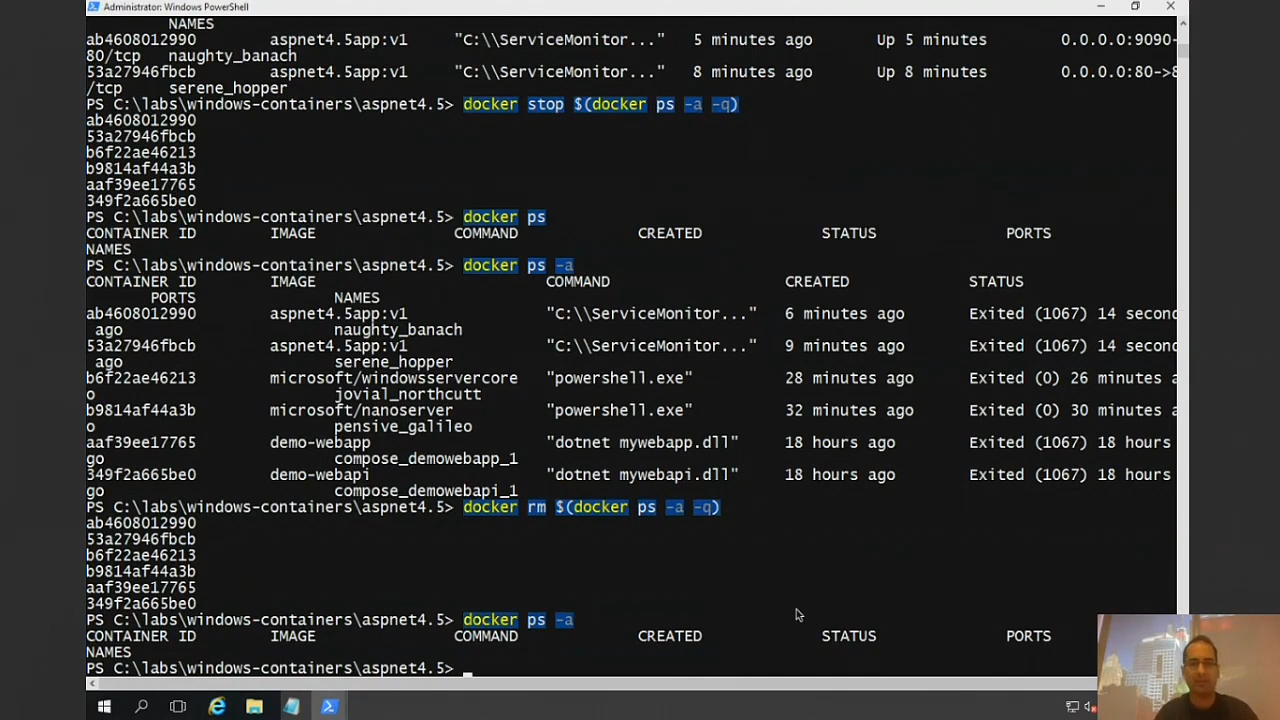 Administrator: Windows PowerShell
NAMES
ab4608012990 aspnet4.5app:v1 "C:\\ServiceMonitor..." 5 minutes ago Up 5 minutes 0.0.0.0:9090-
80/tcp naughty_banach
53a27946fbcb aspnet4.5app:v1 "C:\\ServiceMonitor..." 8 minutes ago Up 8 minutes 0.0.0.0:80->8
/tcp serene_hopper
PS C:\labs\windows-containers\aspnet4.5> docker stop $(docker ps -a -q)
ab4608012990
53a27946fbcb
b6f22ae46213
b9814af44a3b
aaf39ee17765
349f2a665be0
PS C:\labs\windows-containers\aspnet4.5> docker ps
CONTAINER ID IMAGE COMMAND CREATED STATUS PORTS
NAMES
PS C:\labs\windows-containers\aspnet4.5> docker ps -a
CONTAINER ID IMAGE COMMAND CREATED STATUS
PORTS NAMES
ab4608012990 aspnet4.5app:v1 "C:\\ServiceMonitor..." 6 minutes ago Exited (1067) 14 second
ago naughty_banach
53a27946fbcb aspnet4.5app:v1 "C:\\ServiceMonitor..." 9 minutes ago Exited (1067) 14 second
ago serene_hopper
b6f22ae46213 microsoft/windowsservercore "powershell.exe" 28 minutes ago Exited (0) 26 minutes a
o jovial_northcutt
b9814af44a3b microsoft/nanoserver "powershell.exe" 32 minutes ago Exited (0) 30 minutes a
o pensive_galileo
aaf39ee17765 demo-webapp "dotnet mywebapp.dll" 18 hours ago Exited (1067) 18 hours
go compose_demowebapp_1
349f2a665be0 demo-webapi "dotnet mywebapi.dll" 18 hours ago Exited (1067) 18 hours
go compose_demowebapi_1
PS C:\labs\windows-containers\aspnet4.5> docker rm $(docker ps -a -q)
ab4608012990
53a27946fbcb
b6f22ae46213
b9814af44a3b
aaf39ee17765
349f2a665be0
PS C:\labs\windows-containers\aspnet4.5> docker ps -a
CONTAINER ID IMAGE COMMAND CREATED STATUS PORTS
NAMES
PS C:\labs\windows-containers\aspnet4.5>